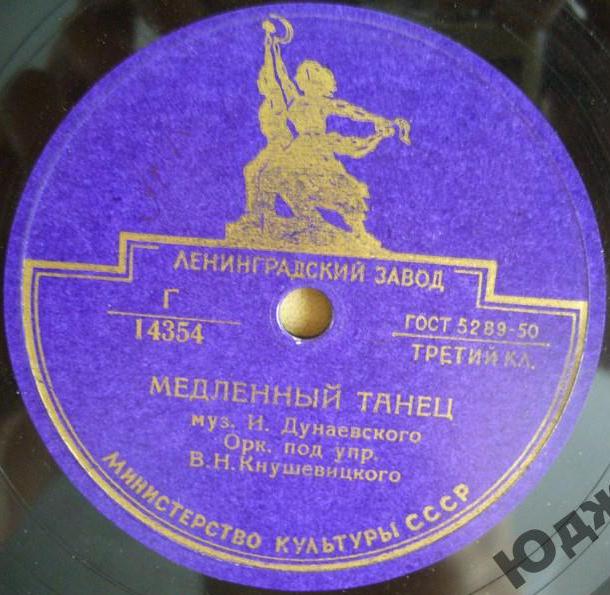 ЛЕНИНГРАДСКИЙ ЗАВОД
Г
14354
ГОСТ 5289-50
ТРЕТИЙ КЛ.
МЕДЛЕННЫЙ ТАНЕЦ
муз. И. Дунаевского
Орк. под упр.
В.Н.Кнушевицкого
МИНИСТЕРСТВО КУЛЬТУРЫ СССР